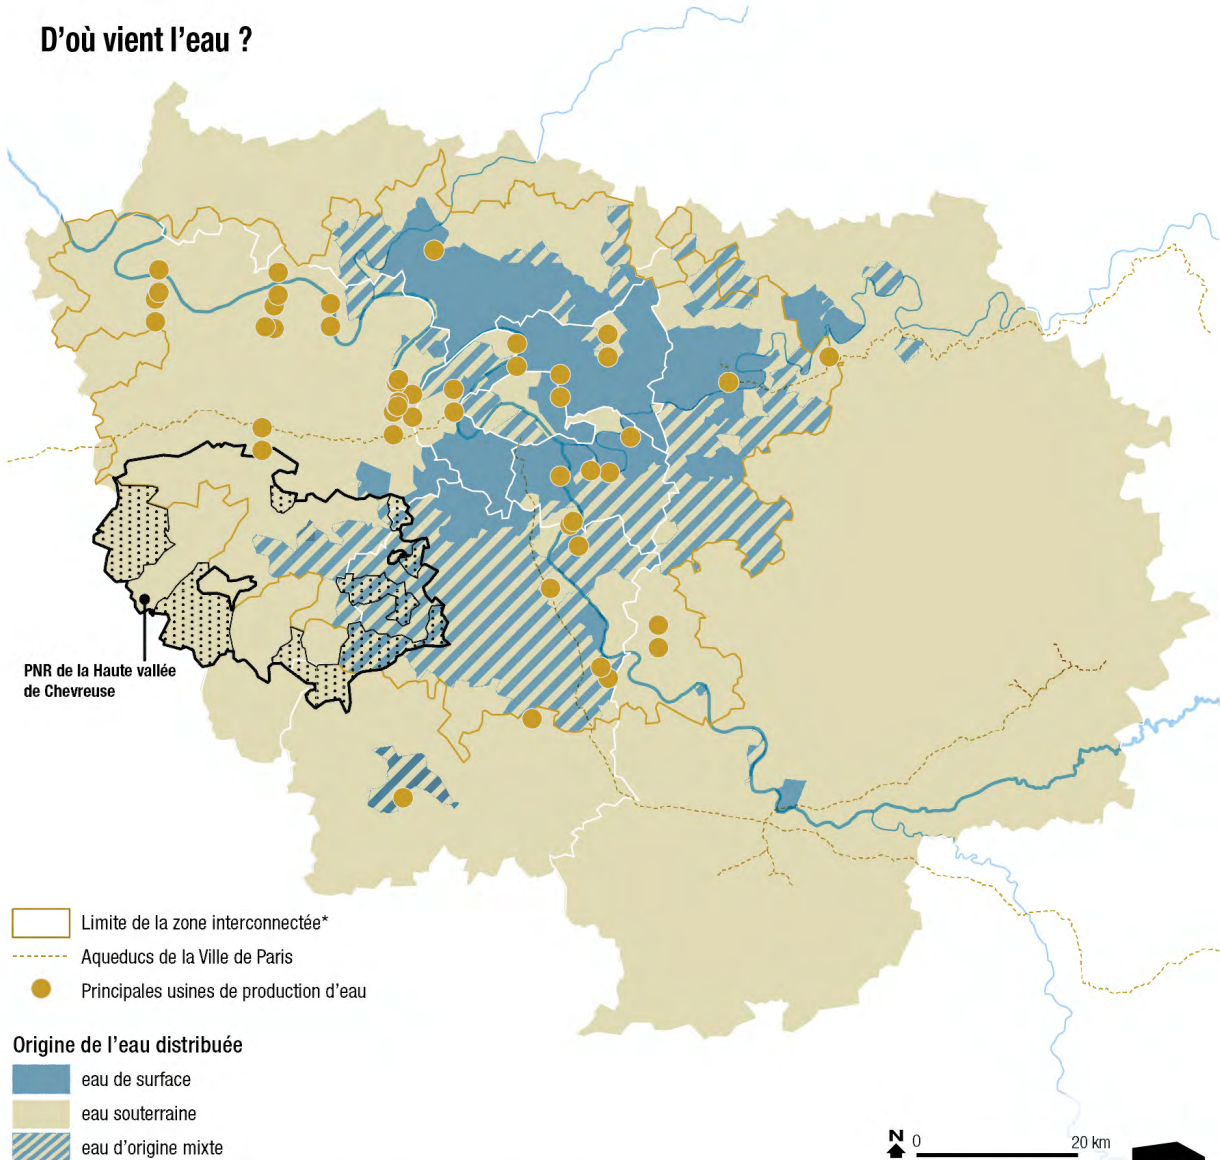 D'où vient l'eau ?
PNR de la Haute vallée
de Chevreuse
Limite de la zone interconnectée*
Aqueducs de la Ville de Paris
Principales usines de production d'eau
Origine de l'eau distribuée
eau de surface
eau souterraine
eau d'origine mixte
N 0 20 km